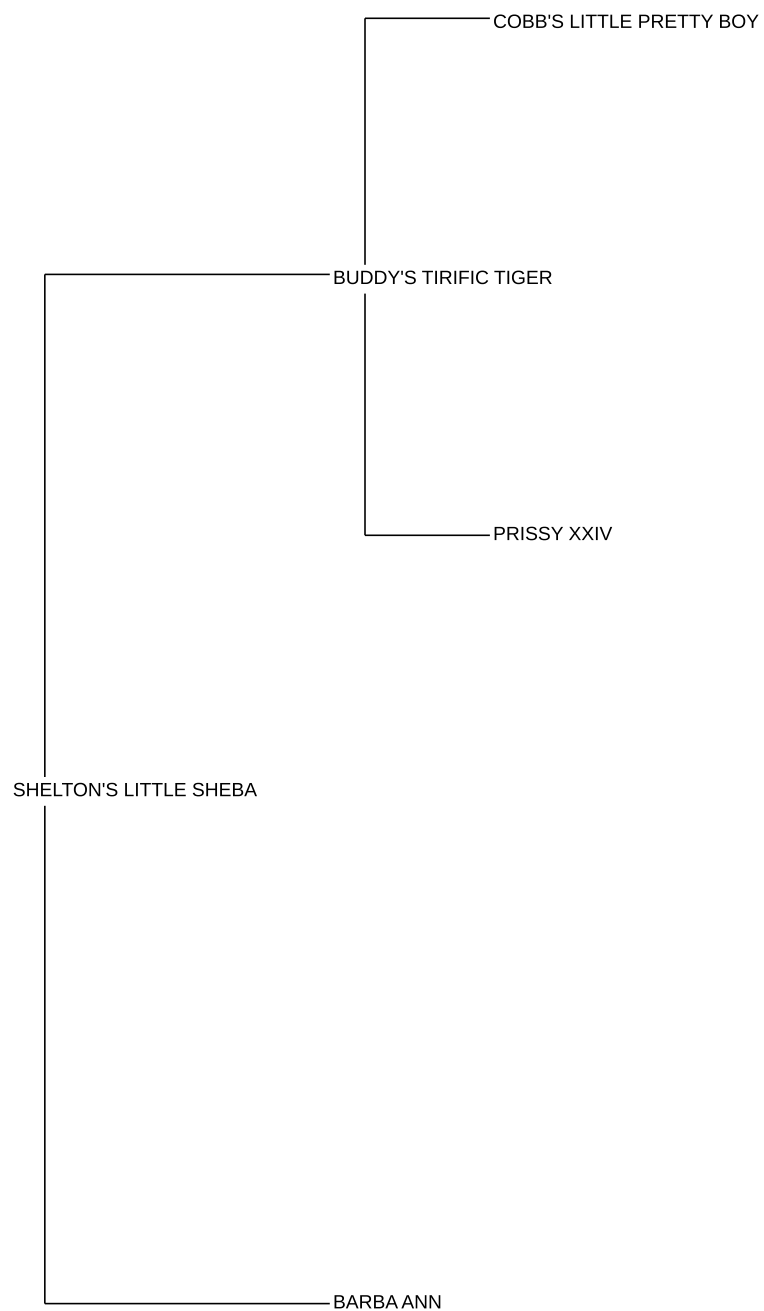 COBB'S LITTLE PRETTY BOY
BUDDY'S TIRIFIC TIGER
PRISSY XXIV
SHELTON'S LITTLE SHEBA
BARBA ANN